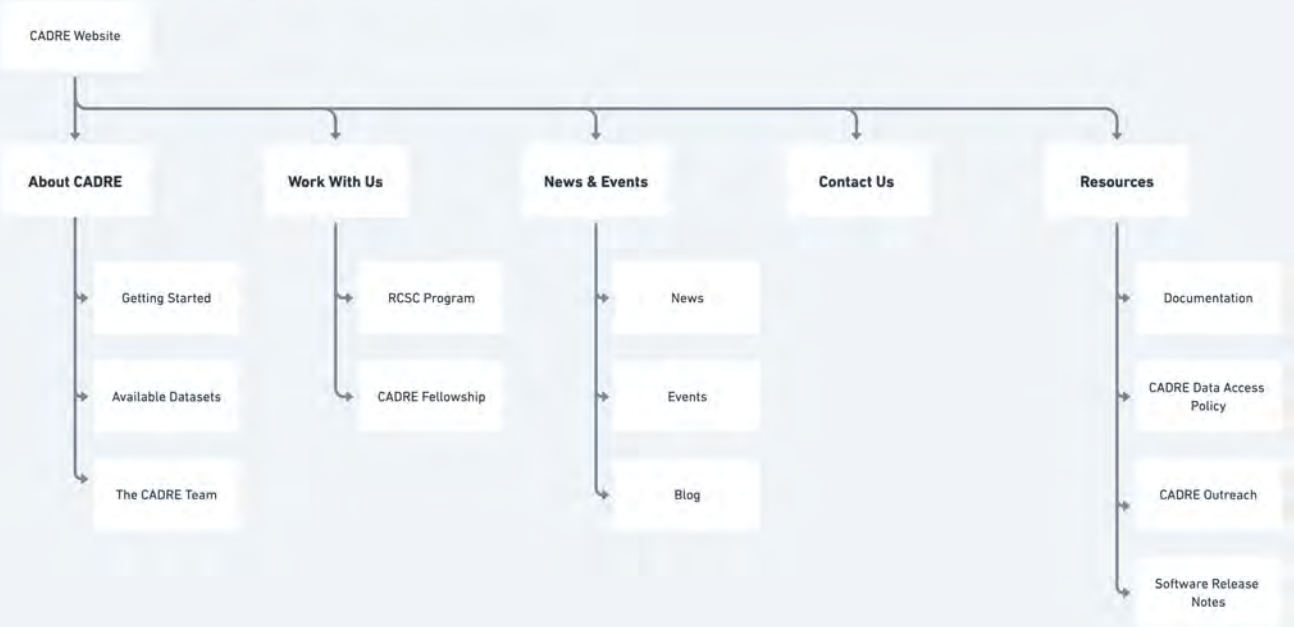 CADRE Website
About CADRE
Work With Us
News & Events
Contact Us
Resources
Getting Started
RCSC Program
News
Documentation
Available Datasets
CADRE Fellowship
Events
CADRE Data Access
Policy
The CADRE Team
Blog
CADRE Outreach
Software Release
Notes